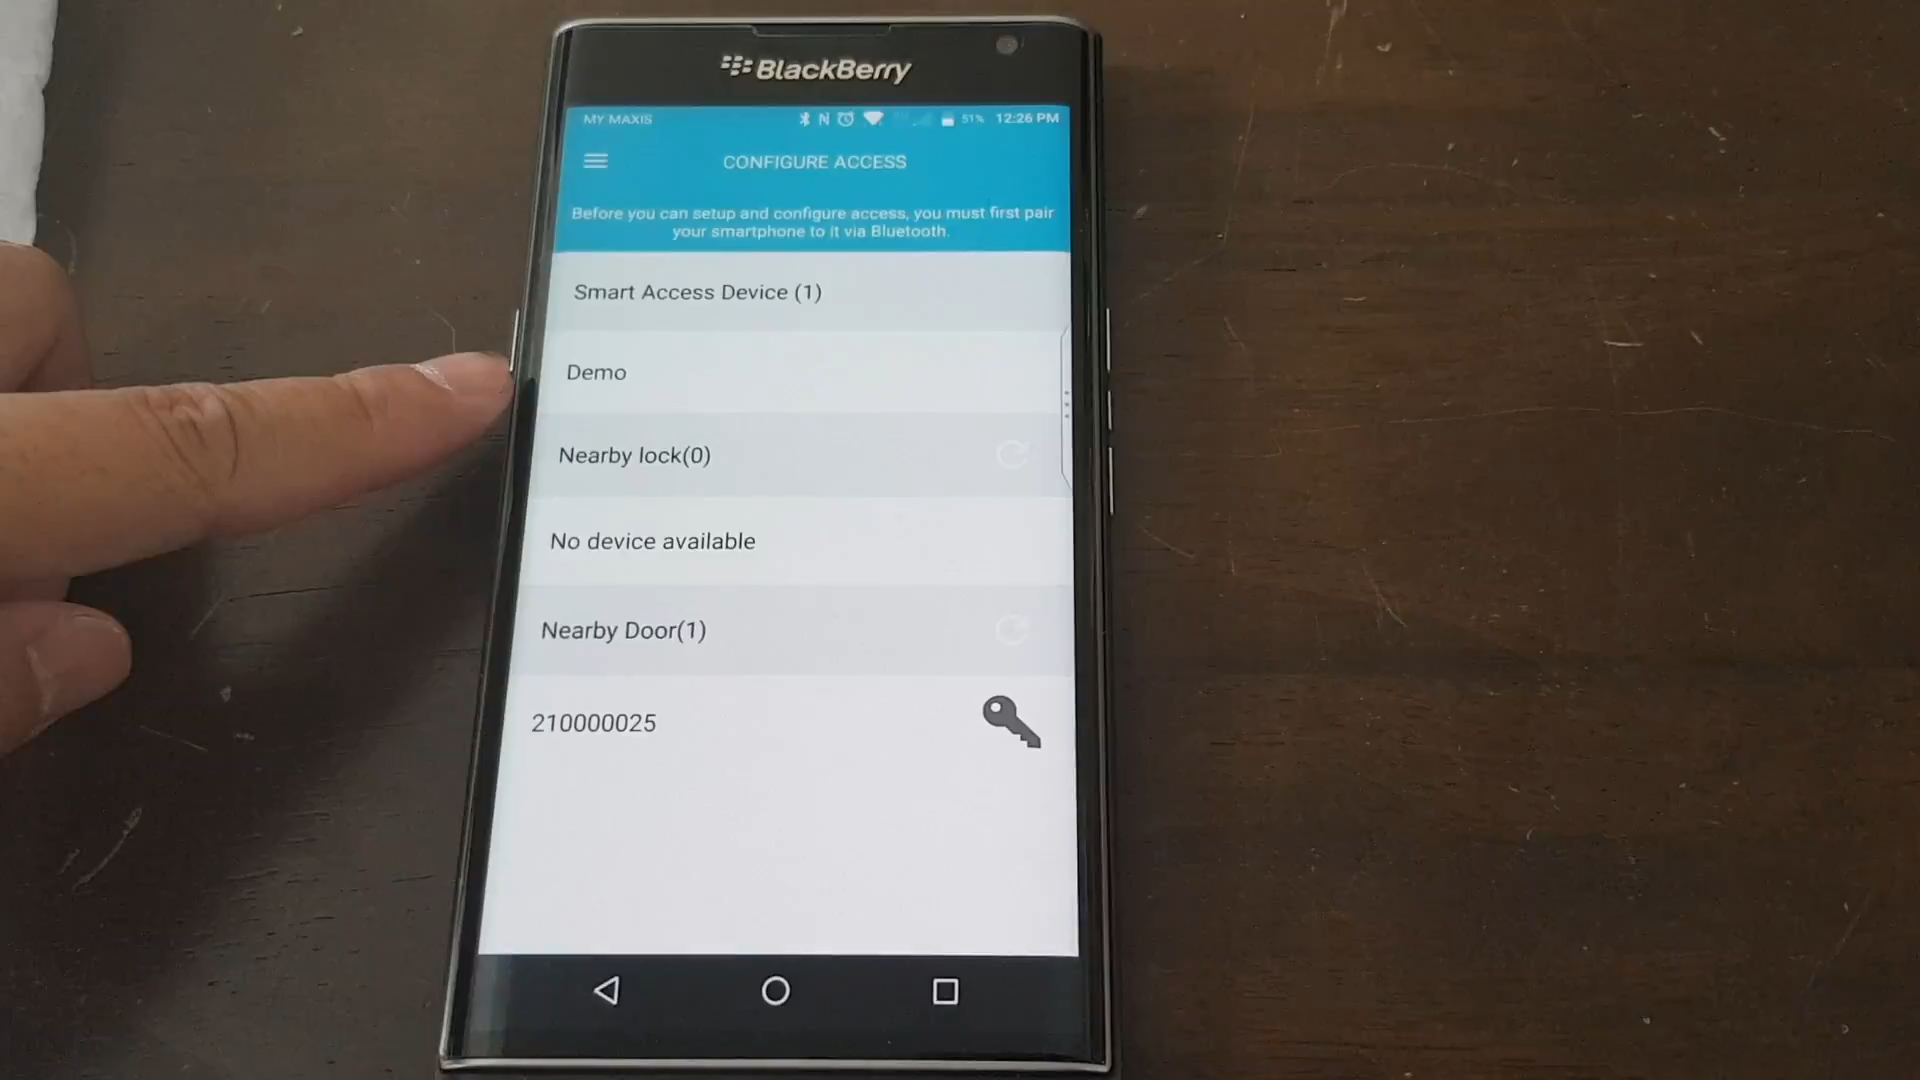 BlackBerry
MY MAXIS 51% 12:26 PM
CONFIGURE ACCESS
Before you can setup and configure access, you must first pair
your smartphone to it via Bluetooth.
Smart Access Device (1)
Demo
Nearby lock(0)
No device available
Nearby Door(1)
210000025